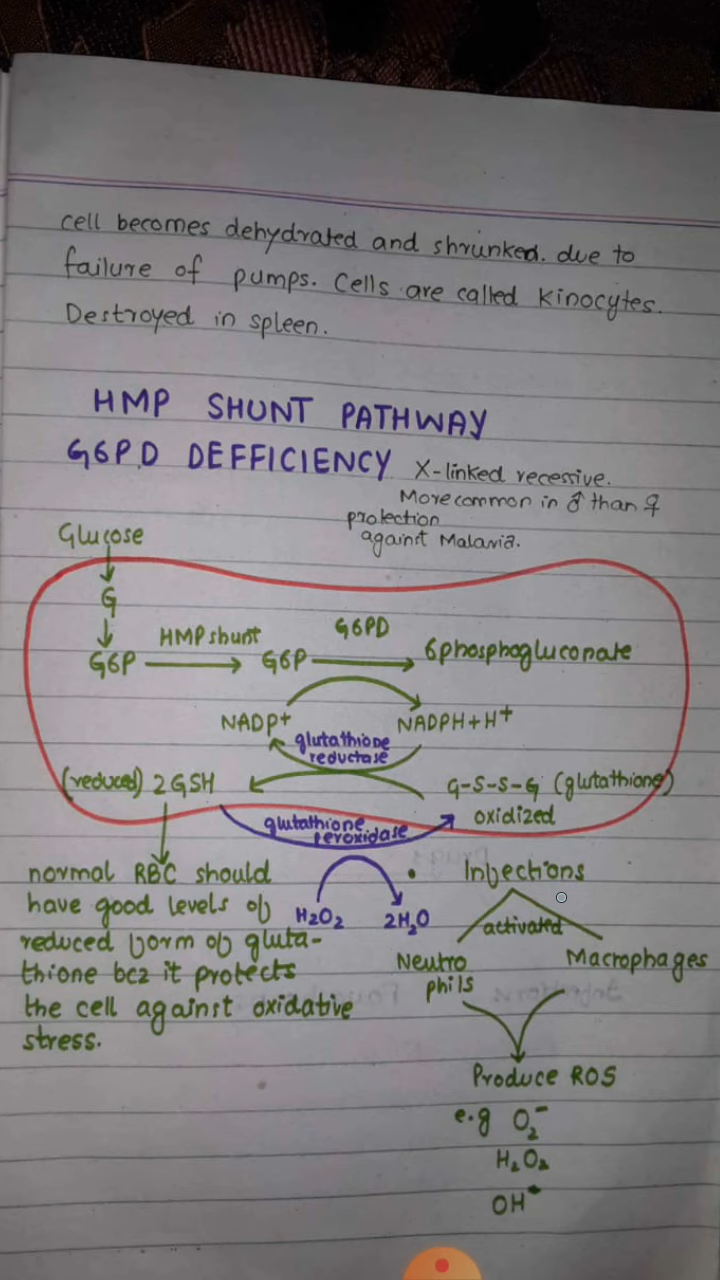 cell becomes dehydrated and shrunked. due to
failure of pumps. Cells are called Kinocytes.
Destroyed in spleen.
HMP SHUNT PATHWAY
G6P.D DEFFICIENCY X-linked recessive.
More common in ♂ than ♀
protection
against Malaria.
Glucose
G
HMP shunt G6PD
G6P G6P 6phosphogluconate
NADP+ NADPH+H+
glutathione
reductase
(reduced) 2 GSH G-S-S-G (glutathione)
oxidized
glutathione
peroxidase
normal RBC should
have good levels of
reduced form of gluta-
thione bcz it protects
the cell against oxidative
stress.
H2O2 2H2O
• Infections
activated
Neutro
phils
Macrophages
Produce ROS
e.g O2-
H2O2
OH•